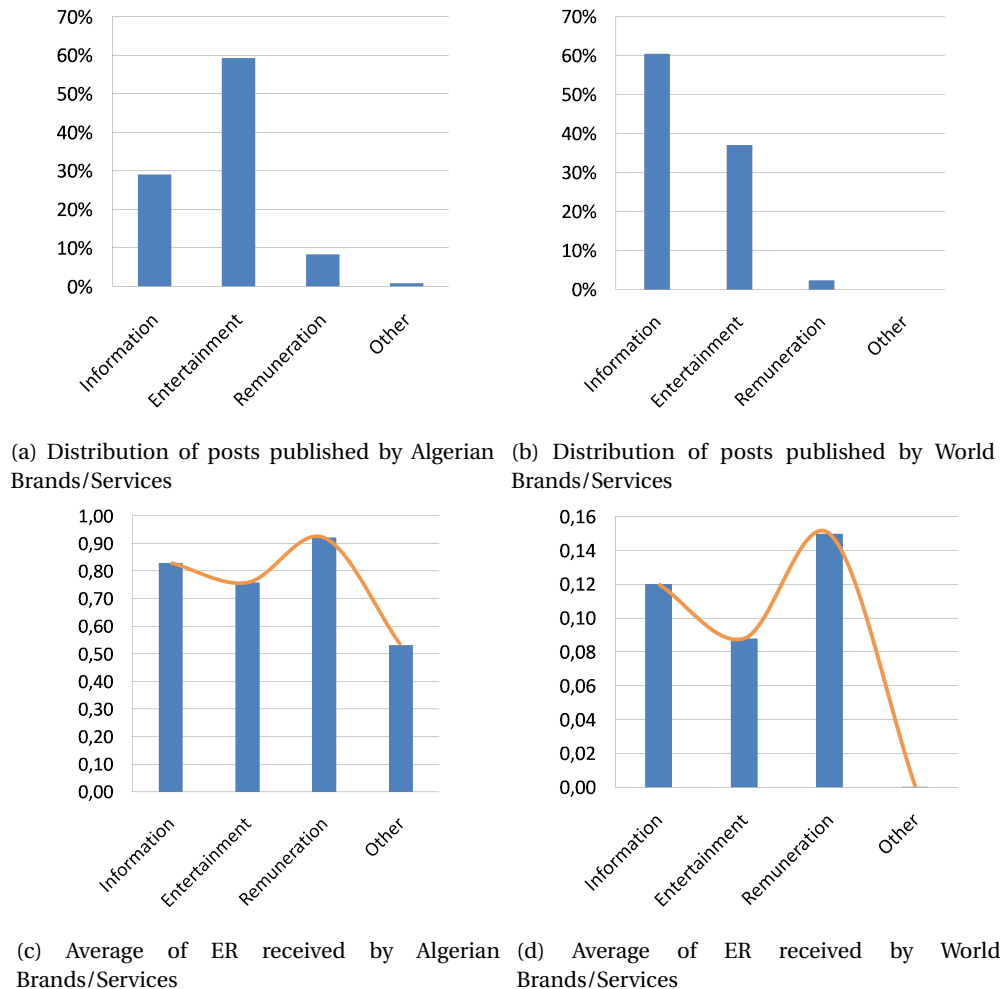 70%
60%
50%
40%
30%
20%
10%
0%
Information
Entertainment
Remuneration
Other
70%
60%
50%
40%
30%
20%
10%
0%
Information
Entertainment
Remuneration
Other
(a) Distribution of posts published by Algerian
Brands/Services
(b) Distribution of posts published by World
Brands/Services
1,00
0,90
0,80
0,70
0,60
0,50
0,40
0,30
0,20
0,10
0,00
Information
Entertainment
Remuneration
Other
0,16
0,14
0,12
0,10
0,08
0,06
0,04
0,02
0,00
Information
Entertainment
Remuneration
Other
(c) Average of ER received by Algerian
Brands/Services
(d) Average of ER received by World
Brands/Services